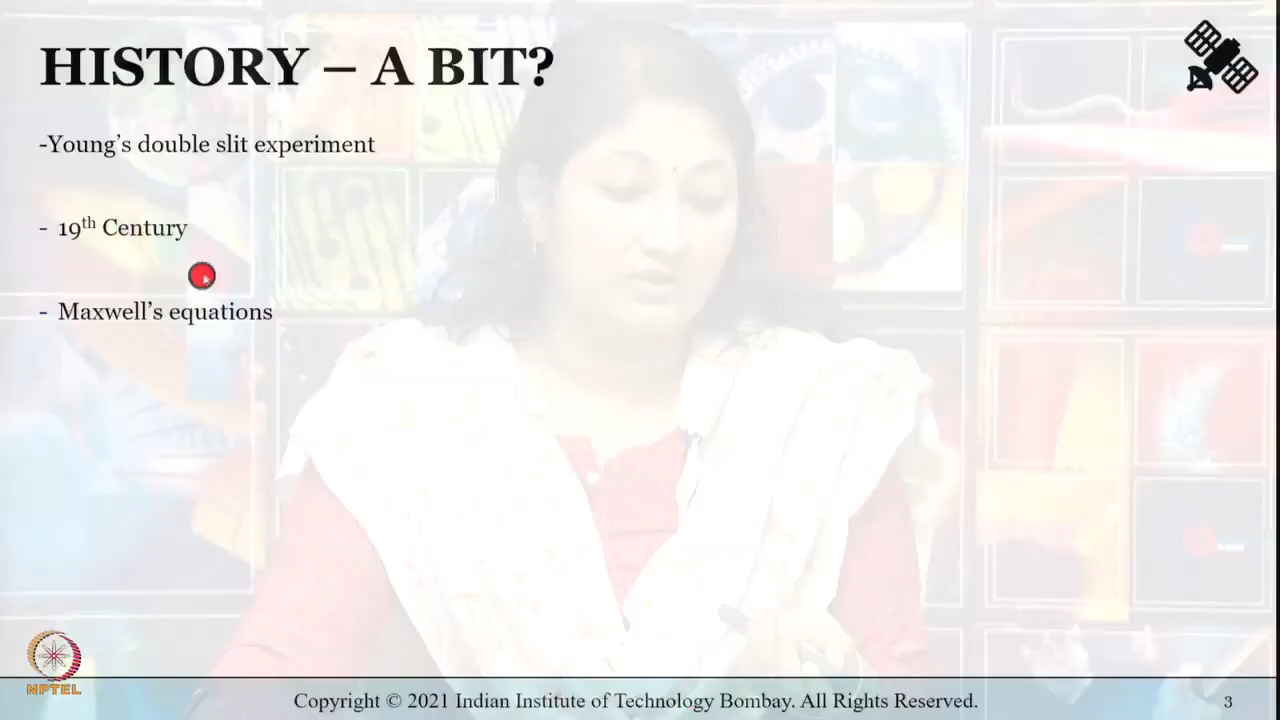 HISTORY – A BIT?
-Young’s double slit experiment
- 19th Century
- Maxwell’s equations
NPTEL
Copyright © 2021 Indian Institute of Technology Bombay. All Rights Reserved.
3